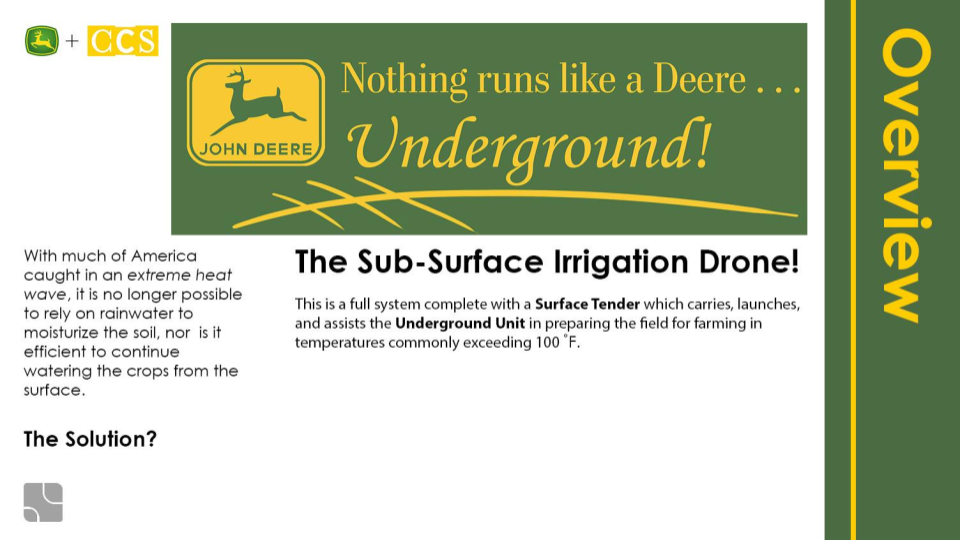 + CCS
Nothing runs like a Deere . . .
Underground!
JOHN DEERE
Overview
With much of America
caught in an extreme heat
wave, it is no longer possible
to rely on rainwater to
moisturize the soil, nor is it
efficient to continue
watering the crops from the
surface.
The Solution?
The Sub-Surface Irrigation Drone!
This is a full system complete with a Surface Tender which carries, launches,
and assists the Underground Unit in preparing the field for farming in
temperatures commonly exceeding 100 °F.